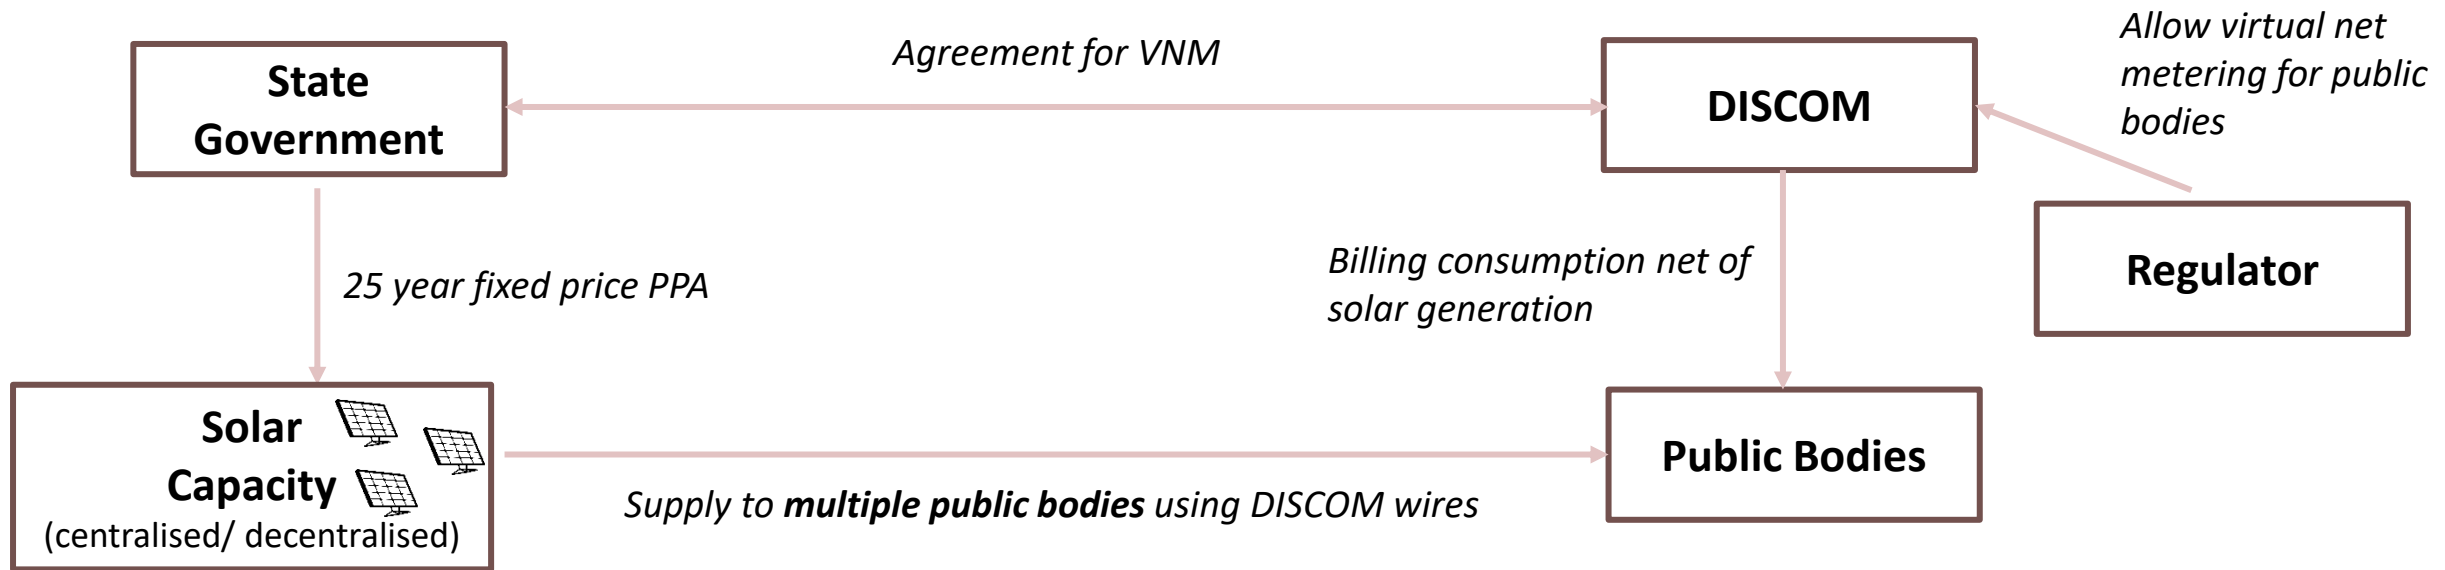 State
Government
Agreement for VNM
DISCOM
Allow virtual net
metering for public
bodies
Regulator
25 year fixed price PPA
Billing consumption net of
solar generation
Solar
Capacity
(centralised/ decentralised)
Supply to multiple public bodies using DISCOM wires
Public Bodies